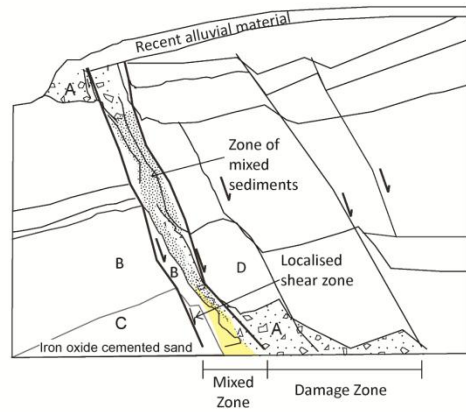 Recent alluvial material
A
Zone of
mixed
sediments
B
B
D
Localised
shear zone
C
A
Iron oxide cemented sand
Mixed
Zone
Damage Zone